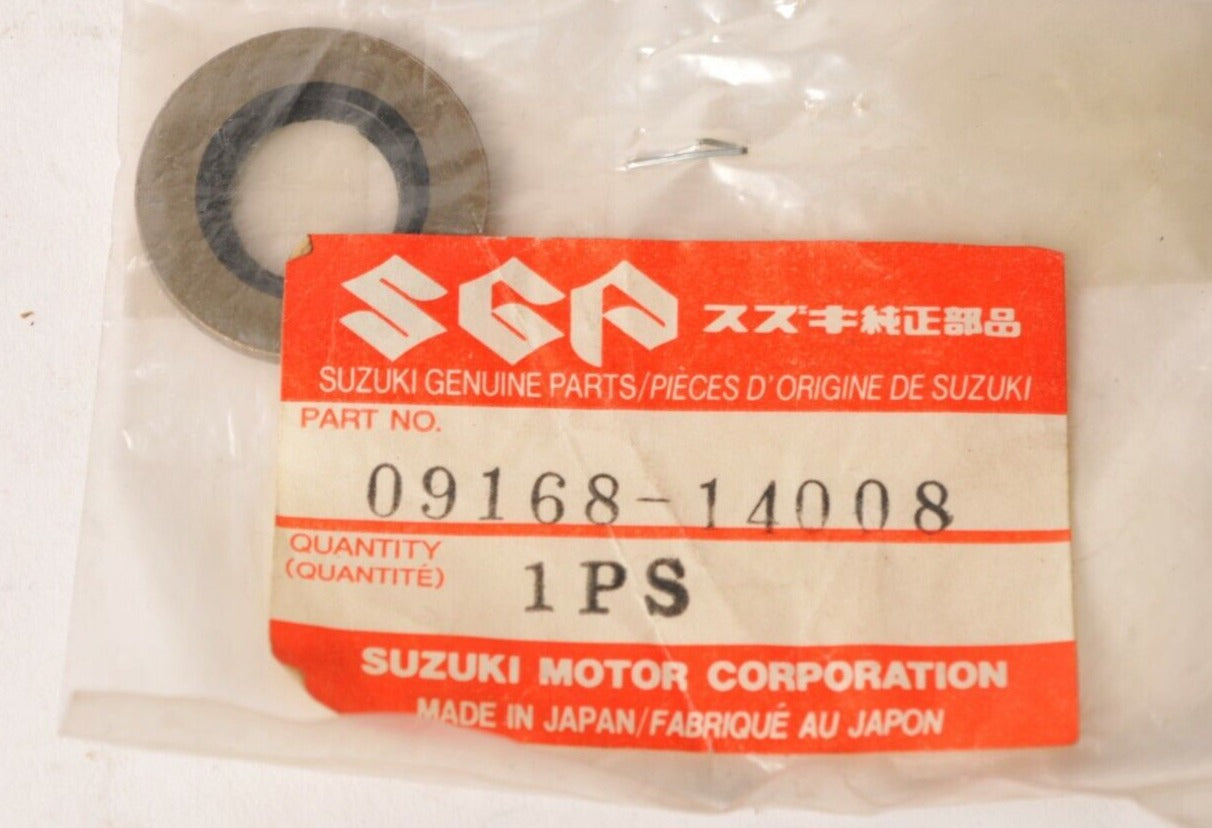 SGP スズキ純正部品
SUZUKI GENUINE PARTS/PIÈCES D'ORIGINE DE SUZUKI
PART NO.
09168-14008
QUANTITY
(QUANTITÉ)
1PS
SUZUKI MOTOR CORPORATION
MADE IN JAPAN/FABRIQUÉ AU JAPON